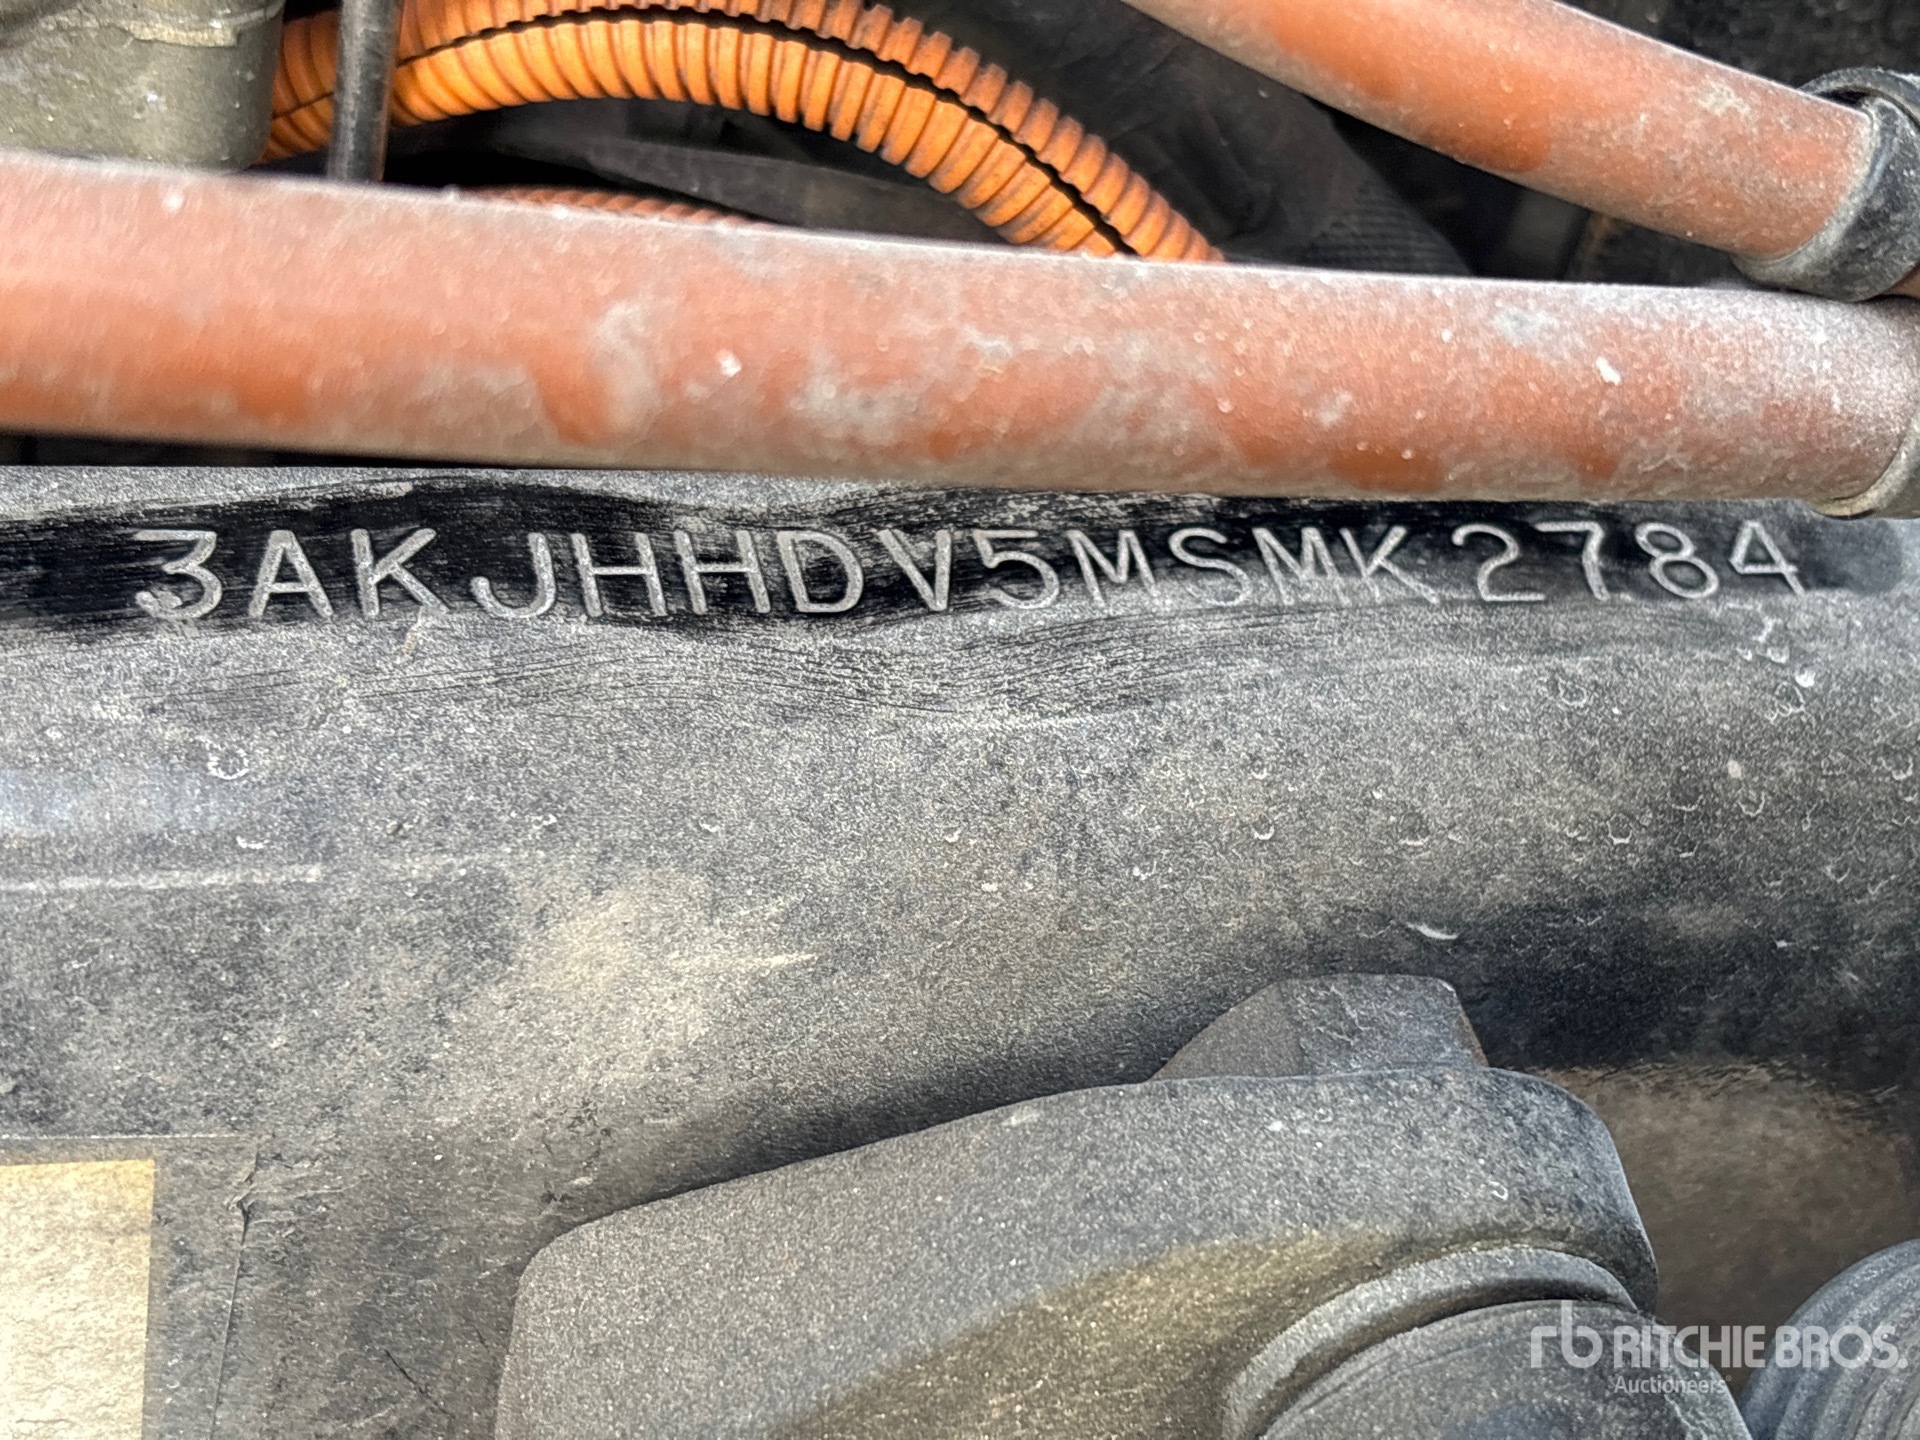 3AKJHHDV5MSMK2784
rb RITCHIE BROS.
Auctioneers